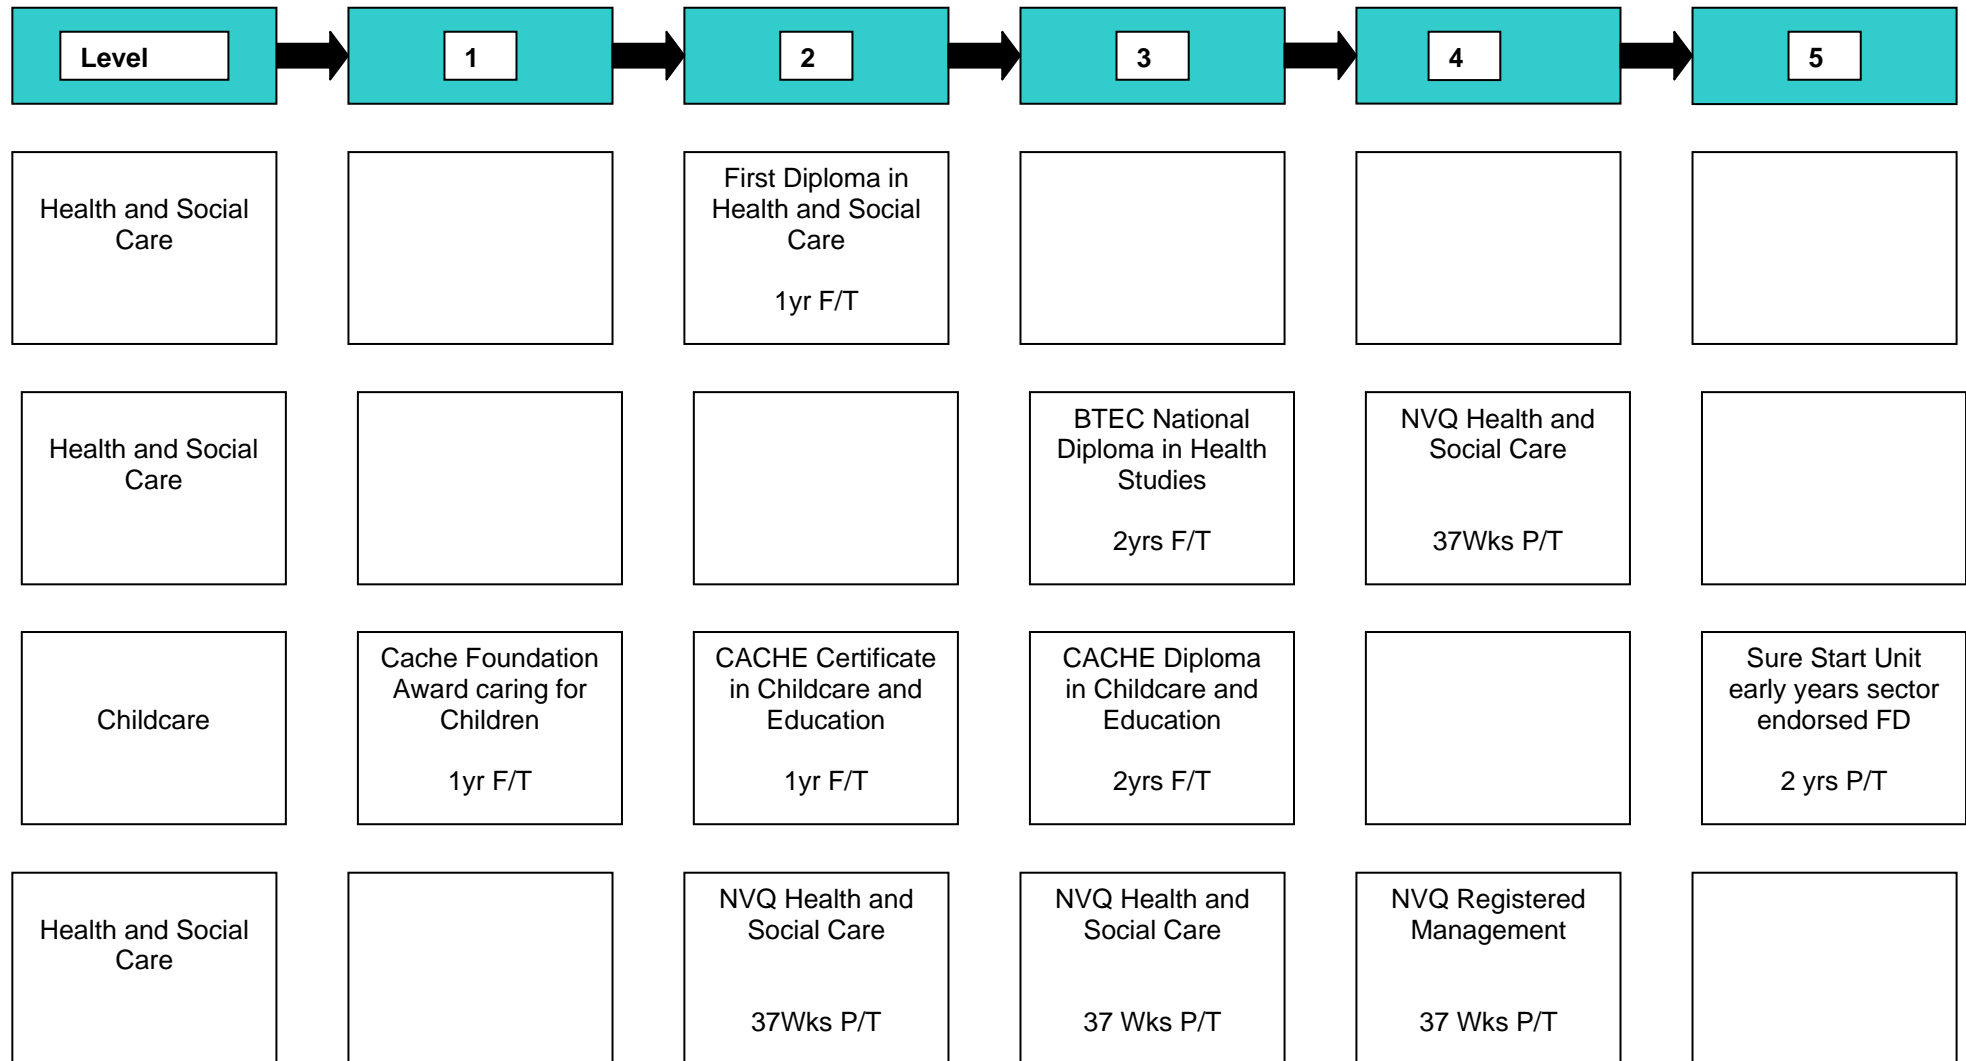 Level
1
2
3
4
5
Health and Social
Care
First Diploma in
Health and Social
Care
1yr F/T
Health and Social
Care
BTEC National
Diploma in Health
Studies
2yrs F/T
NVQ Health and
Social Care
37Wks P/T
Childcare
Cache Foundation
Award caring for
Children
1yr F/T
CACHE Certificate
in Childcare and
Education
1yr F/T
CACHE Diploma
in Childcare and
Education
2yrs F/T
Sure Start Unit
early years sector
endorsed FD
2 yrs P/T
Health and Social
Care
NVQ Health and
Social Care
37Wks P/T
NVQ Health and
Social Care
37 Wks P/T
NVQ Registered
Management
37 Wks P/T